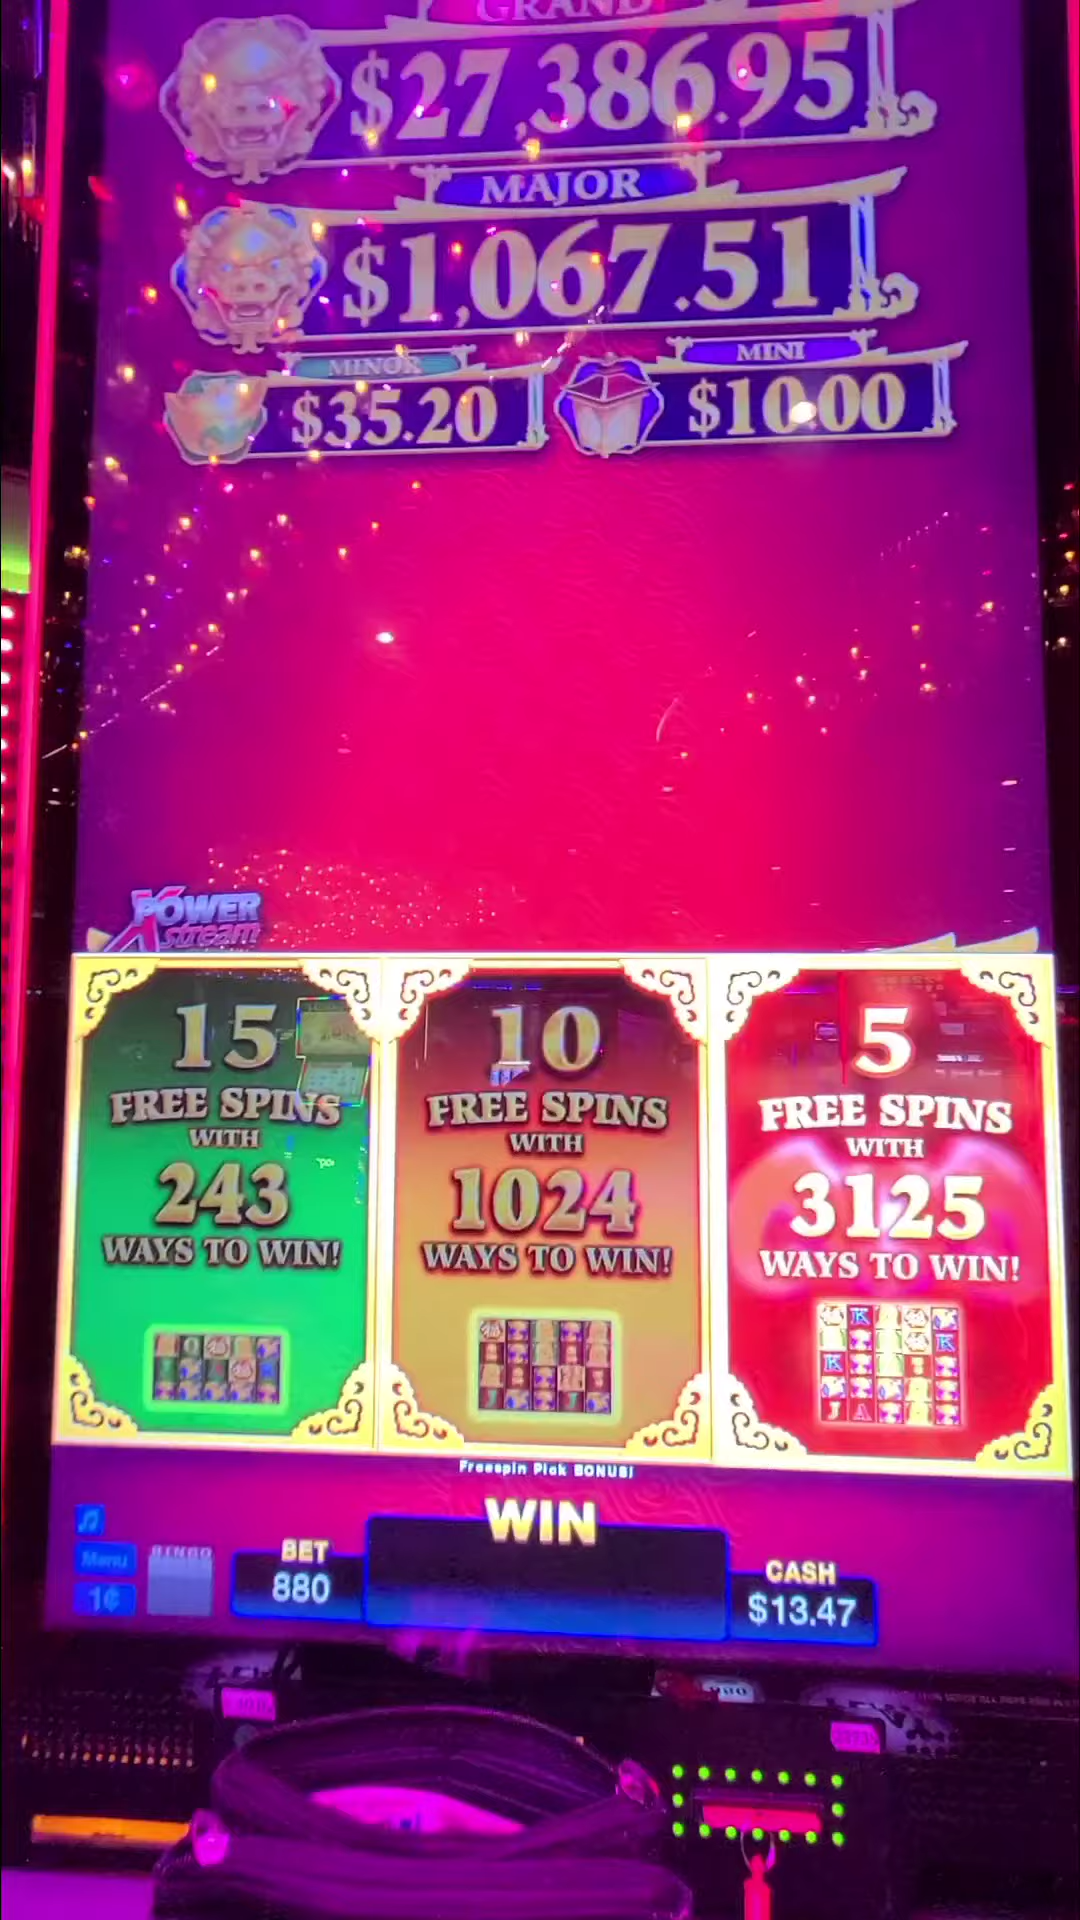 GRAND
$27,386.95
MAJOR
$1,067.51
MINOR
$35.20
MINI
$10.00
POWER
Xstream
15
FREE SPINS
WITH
243
WAYS TO WIN!
10
FREE SPINS
WITH
1024
WAYS TO WIN!
5
FREE SPINS
WITH
3125
WAYS TO WIN!
Freespin Pick BONUS!
WIN
Menu
1¢
BINGO
BET
880
CASH
$13.47